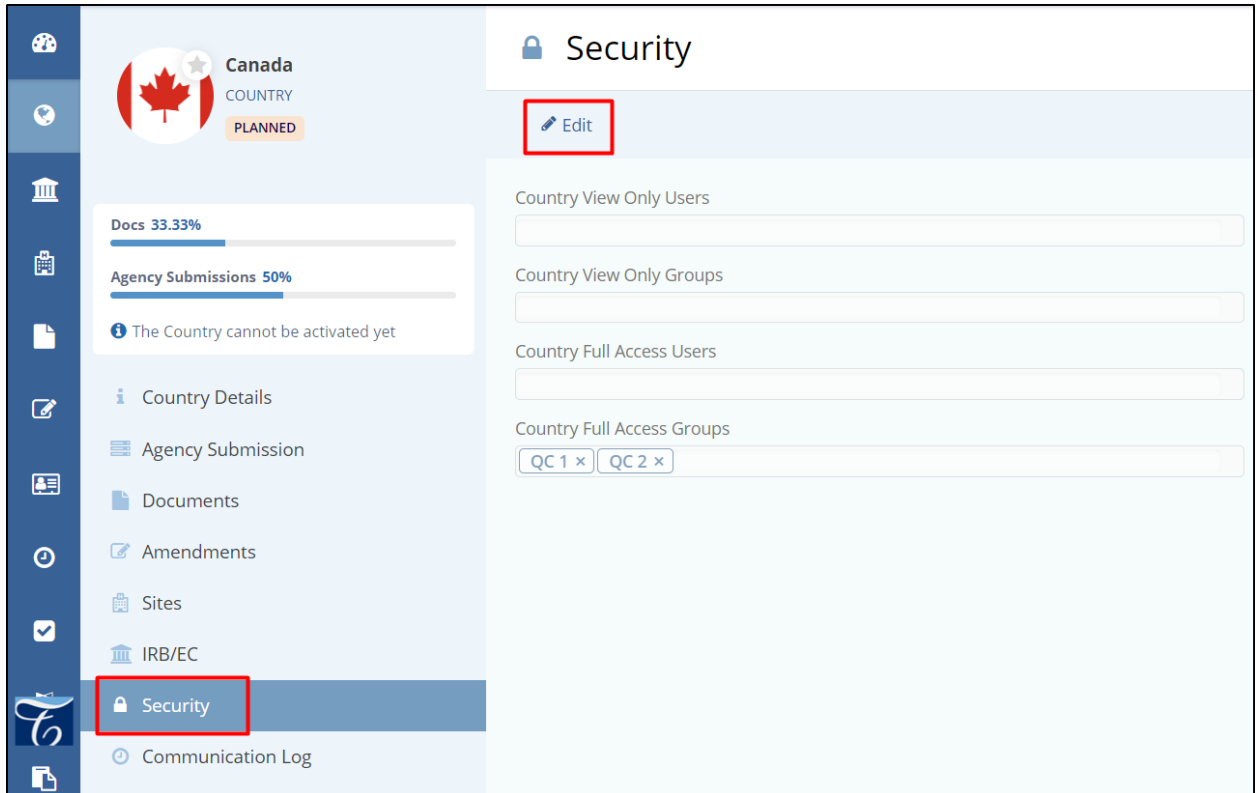 Canada
COUNTRY
PLANNED
Docs 33.33%
Agency Submissions 50%
The Country cannot be activated yet
Country Details
Agency Submission
Documents
Amendments
Sites
IRB/EC
Security
Communication Log
Security
Edit
Country View Only Users
Country View Only Groups
Country Full Access Users
Country Full Access Groups
QC 1 × QC 2 ×